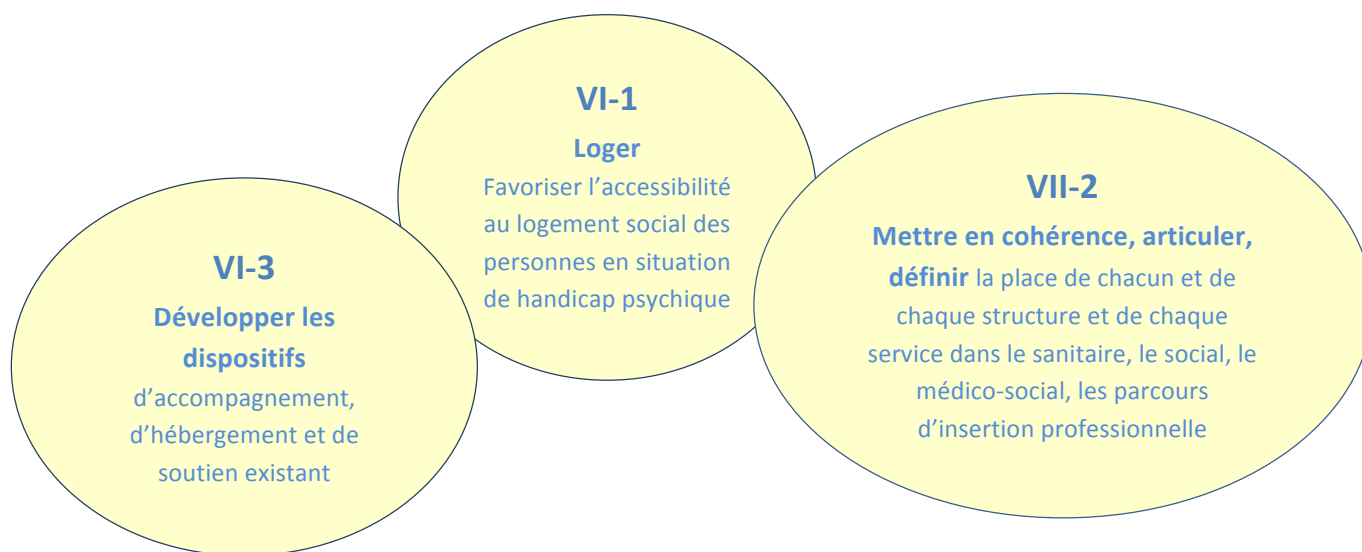 VI-1
Loger
Favoriser l’accessibilité
au logement social des
personnes en situation
de handicap psychique
VI-3
Développer les
dispositifs
d’accompagnement,
d’hébergement et de
soutien existant
VII-2
Mettre en cohérence, articuler,
définir la place de chacun et de
chaque structure et de chaque
service dans le sanitaire, le social, le
médico-social, les parcours
d’insertion professionnelle